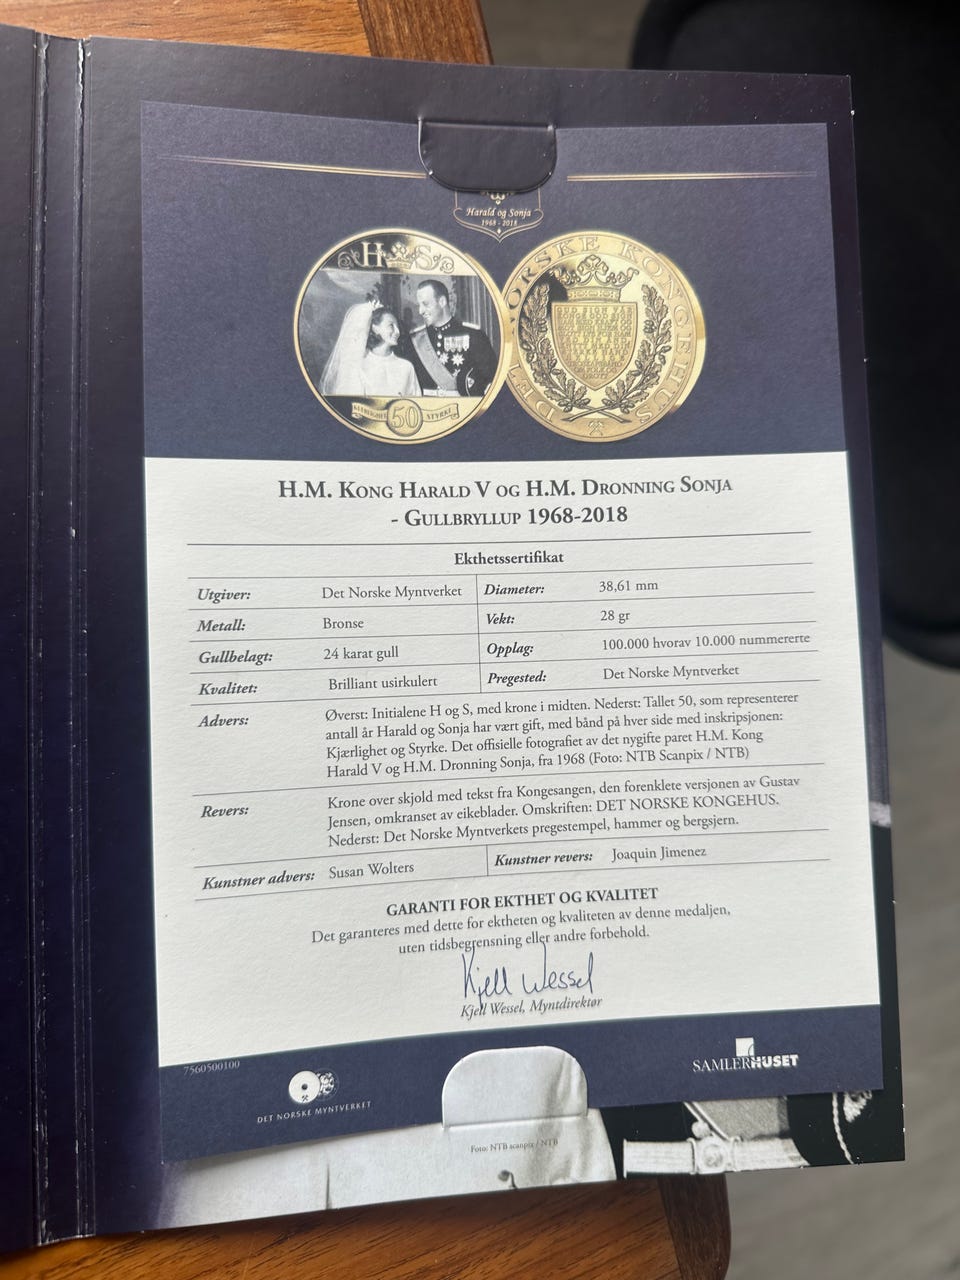 Harald og Sonja
1968 - 2018
H S
DET NORSKE KONGEHUS
KJÆRLIGHET 50 STYRKE
H.M. Kong Harald V og H.M. Dronning Sonja
- Gullbryllup 1968-2018
Ekthetssertifikat
Utgiver: Det Norske Myntverket Diameter: 38,61 mm
Metall: Bronse Vekt: 28 gr
Gullbelagt: 24 karat gull Opplag: 100.000 hvorav 10.000 nummererte
Kvalitet: Brilliant usirkulert Pregested: Det Norske Myntverket
Advers: Øverst: Initialene H og S, med krone i midten. Nederst: Tallet 50, som representerer
antall år Harald og Sonja har vært gift, med bånd på hver side med inskripsjonen:
Kjærlighet og Styrke. Det offisielle fotografiet av det nygifte paret H.M. Kong
Harald V og H.M. Dronning Sonja, fra 1968 (Foto: NTB Scanpix / NTB)
Revers: Krone over skjold med tekst fra Kongesangen, den forenklete versjonen av Gustav
Jensen, omkranset av eikeblader. Omskriften: DET NORSKE KONGEHUS.
Nederst: Det Norske Myntverkets pregestempel, hammer og bergsjern.
Kunstner advers: Susan Wolters Kunstner revers: Joaquin Jimenez
GARANTI FOR EKTHET OG KVALITET
Det garanteres med dette for ektheten og kvaliteten av denne medaljen,
uten tidsbegrensning eller andre forbehold.
Kjell Wessel
Kjell Wessel, Myntdirektør
7560500100
DET NORSKE MYNTVERKET
SAMLERHUSET
Foto: NTB scanpix / NTB